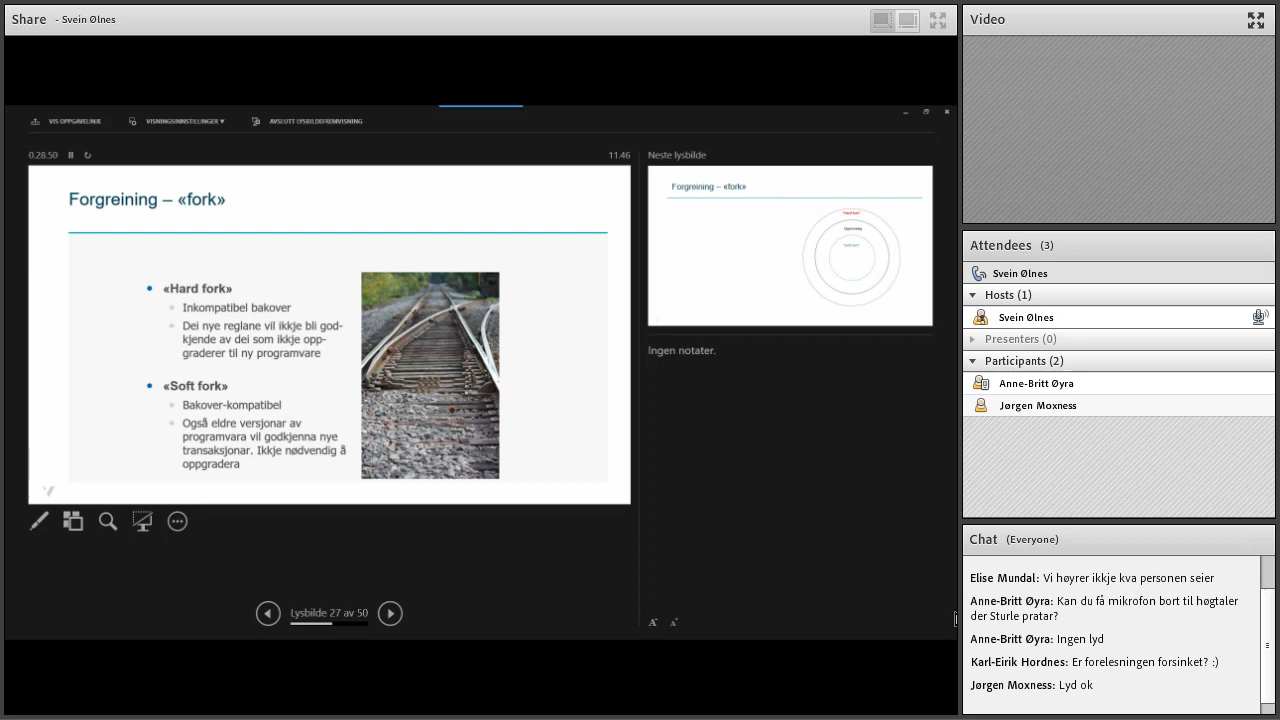 Share - Svein Ølnes
VIS OPPGAVELINJE
VISNINGSINNSTILLINGER ▼
AVSLUTT LYSBILDEFREMVISNING
0.28.50
11.46
Forgreining – «fork»
«Hard fork»
Inkompatibel bakover
Dei nye reglane vil ikkje bli god-
kjende av dei som ikkje opp-
graderer til ny programvare
«Soft fork»
Bakover-kompatibel
Også eldre versjonar av
programvara vil godkjenna nye
transaksjonar. Ikkje nødvendig å
oppgradera
Lysbilde 27 av 50
Neste lysbilde
Forgreining – «fork»
"Hard fork"
"Soft fork"
Ingen notater.
A A
Video
Attendees (3)
Svein Ølnes
Hosts (1)
Svein Ølnes
Presenters (0)
Participants (2)
Anne-Britt Øyra
Jørgen Moxness
Chat (Everyone)
Elise Mundal: Vi høyrer ikkje kva personen seier
Anne-Britt Øyra: Kan du få mikrofon bort til høgtaler
der Sturle pratar?
Anne-Britt Øyra: Ingen lyd
Karl-Eirik Hordnes: Er forelesningen forsinket? :)
Jørgen Moxness: Lyd ok